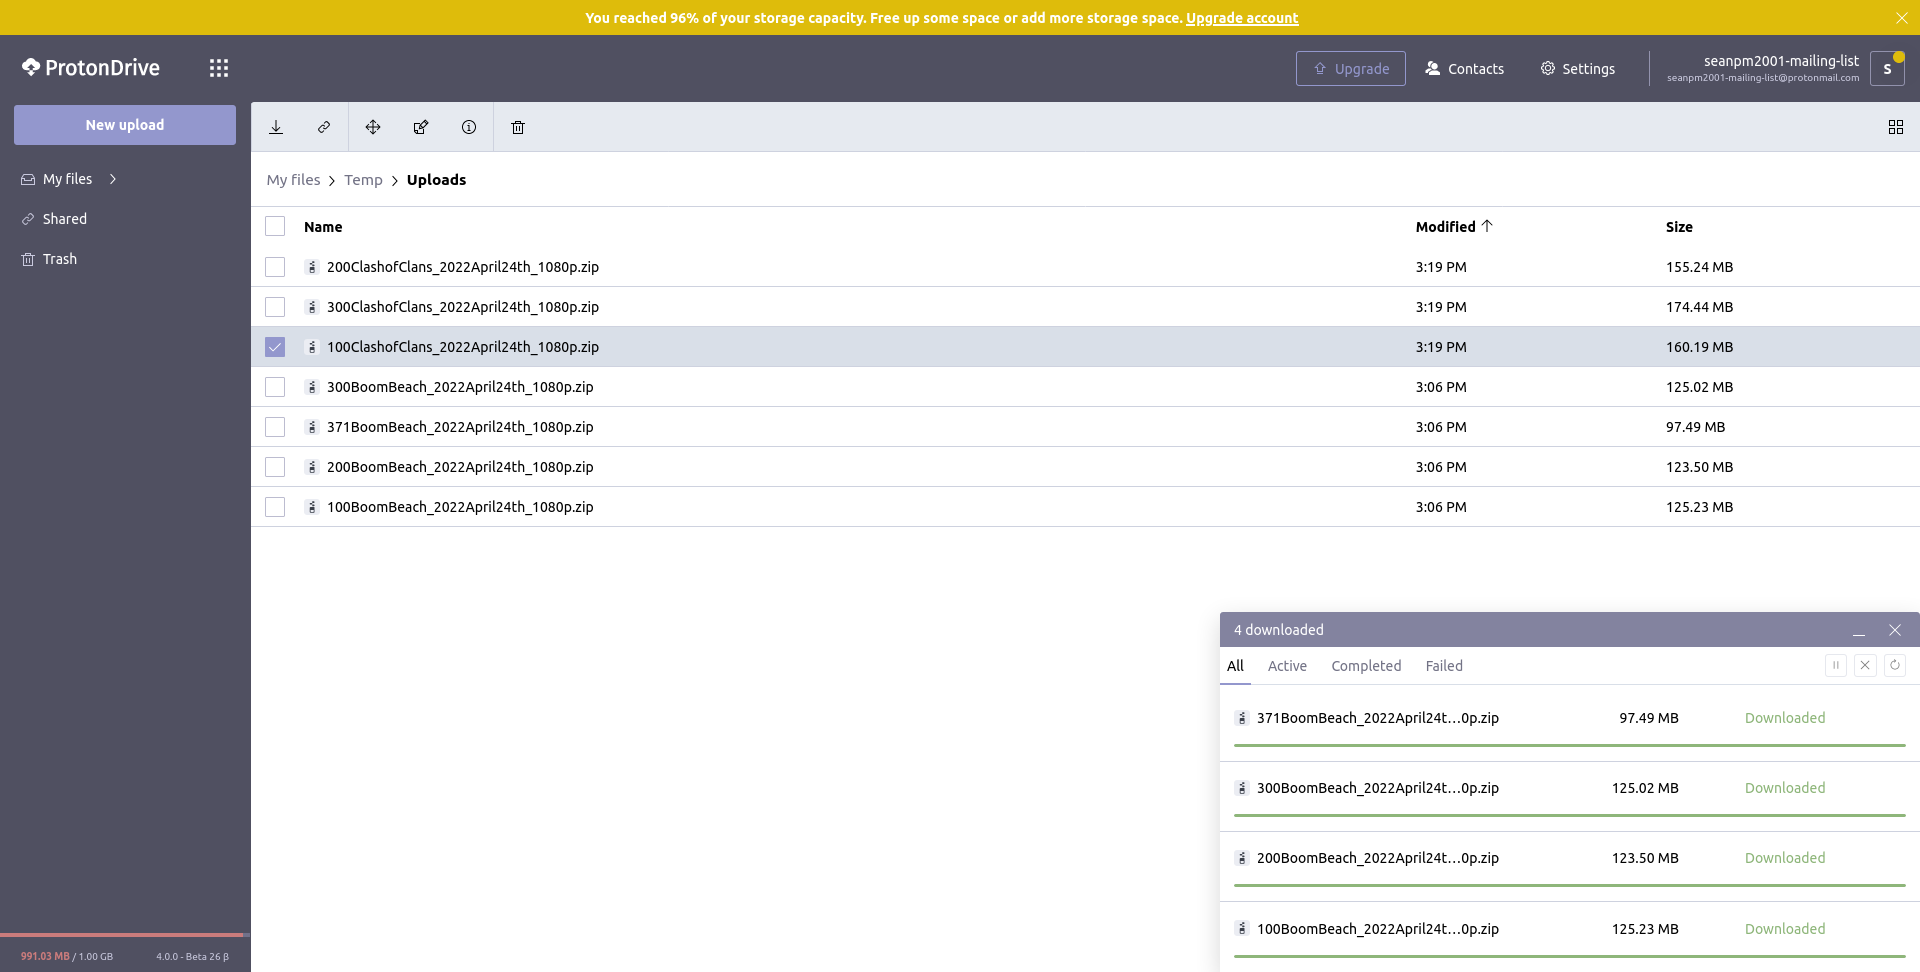 You reached 96% of your storage capacity. Free up some space or add more storage space. Upgrade account
ProtonDrive
Upgrade
Contacts
Settings
seanpm2001-mailing-list
seanpm2001-mailing-list@protonmail.com
S
New upload
My files
Shared
Trash
My files > Temp > Uploads
Name Modified Size
200ClashofClans_2022April24th_1080p.zip 3:19 PM 155.24 MB
300ClashofClans_2022April24th_1080p.zip 3:19 PM 174.44 MB
100ClashofClans_2022April24th_1080p.zip 3:19 PM 160.19 MB
300BoomBeach_2022April24th_1080p.zip 3:06 PM 125.02 MB
371BoomBeach_2022April24th_1080p.zip 3:06 PM 97.49 MB
200BoomBeach_2022April24th_1080p.zip 3:06 PM 123.50 MB
100BoomBeach_2022April24th_1080p.zip 3:06 PM 125.23 MB
4 downloaded
All Active Completed Failed
371BoomBeach_2022April24t...0p.zip 97.49 MB Downloaded
300BoomBeach_2022April24t...0p.zip 125.02 MB Downloaded
200BoomBeach_2022April24t...0p.zip 123.50 MB Downloaded
100BoomBeach_2022April24t...0p.zip 125.23 MB Downloaded
991.03 MB / 1.00 GB 4.0.0 - Beta 26 β